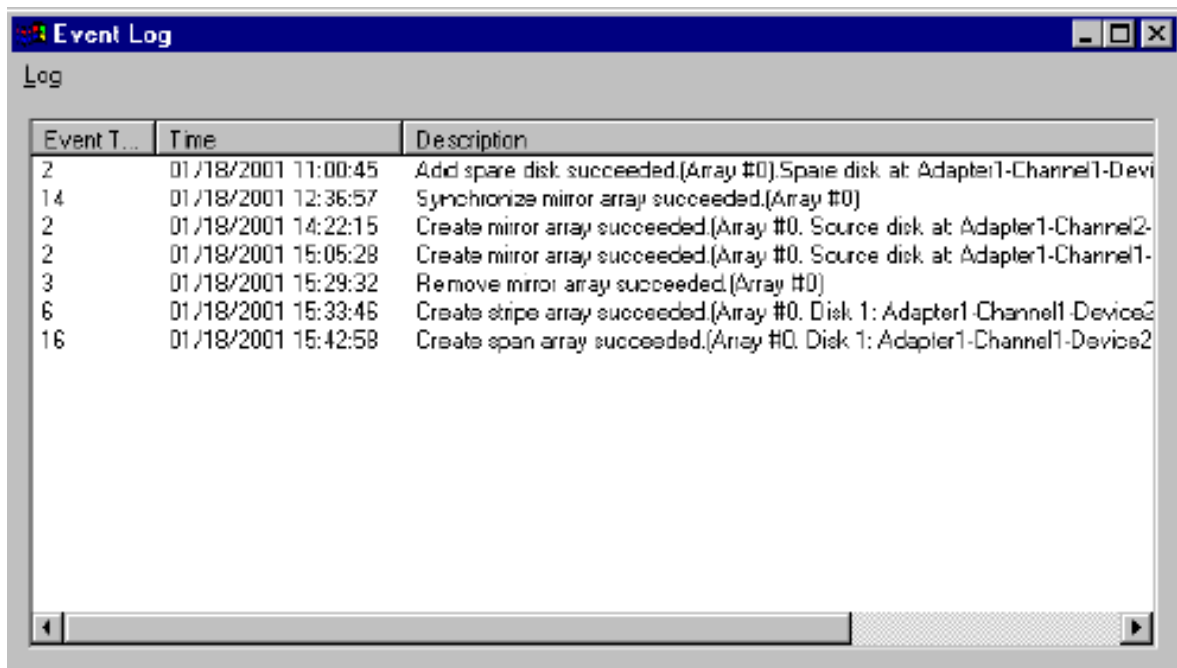 Event Log
Log
Event T... Time Description
2 01/18/2001 11:00:45 Add spare disk succeeded.(Array #0).Spare disk at: Adapter1-Channel1-Devi
14 01/18/2001 12:36:57 Synchronize mirror array succeeded.(Array #0)
2 01/18/2001 14:22:15 Create mirror array succeeded.(Array #0. Source disk at: Adapter1-Channel2-
2 01/18/2001 15:05:28 Create mirror array succeeded.(Array #0. Source disk at: Adapter1-Channel1-
3 01/18/2001 15:29:32 Remove mirror array succeeded.(Array #0)
6 01/18/2001 15:33:46 Create stripe array succeeded.(Array #0. Disk 1: Adapter1-Channel1-Device2
16 01/18/2001 15:42:58 Create span array succeeded.(Array #0. Disk 1: Adapter1-Channel1-Device2